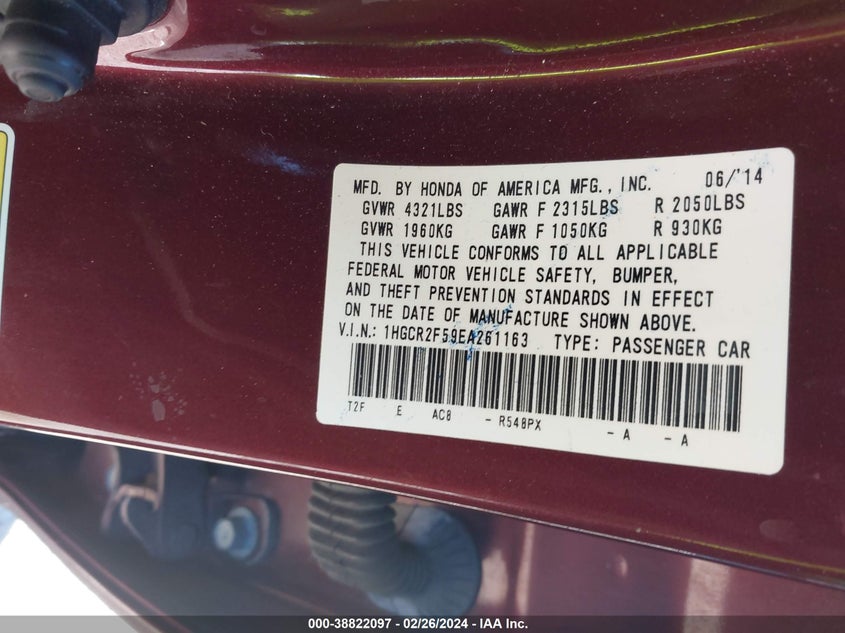 MFD. BY HONDA OF AMERICA MFG., INC. 06/'14
GVWR 4321LBS GAWR F 2315LBS R 2050LBS
GVWR 1960KG GAWR F 1050KG R 930KG
THIS VEHICLE CONFORMS TO ALL APPLICABLE
FEDERAL MOTOR VEHICLE SAFETY, BUMPER,
AND THEFT PREVENTION STANDARDS IN EFFECT
ON THE DATE OF MANUFACTURE SHOWN ABOVE.
V.I.N.: 1HGCR2F59EA261163 TYPE: PASSENGER CAR
T2F E AC0 - R548PX - A - A
000-38822097 - 02/26/2024 - IAA Inc.